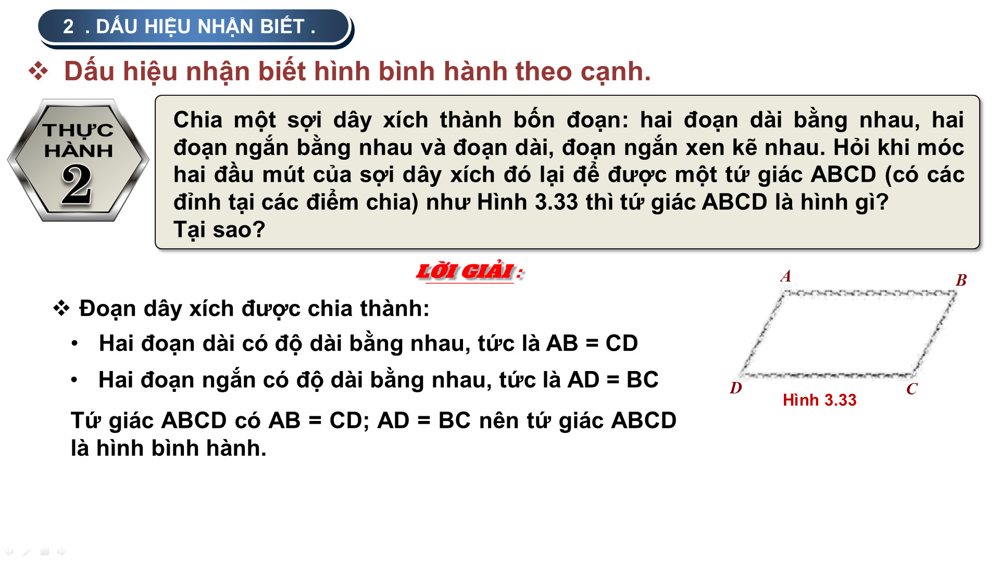 2 . DẤU HIỆU NHẬN BIẾT .
❖ Dấu hiệu nhận biết hình bình hành theo cạnh.
THỰC
HÀNH
2
Chia một sợi dây xích thành bốn đoạn: hai đoạn dài bằng nhau, hai
đoạn ngắn bằng nhau và đoạn dài, đoạn ngắn xen kẽ nhau. Hỏi khi móc
hai đầu mút của sợi dây xích đó lại để được một tứ giác ABCD (có các
đỉnh tại các điểm chia) như Hình 3.33 thì tứ giác ABCD là hình gì?
Tại sao?
LỜI GIẢI :
❖ Đoạn dây xích được chia thành:
• Hai đoạn dài có độ dài bằng nhau, tức là AB = CD
• Hai đoạn ngắn có độ dài bằng nhau, tức là AD = BC
Tứ giác ABCD có AB = CD; AD = BC nên tứ giác ABCD
là hình bình hành.
A
B
D
C
Hình 3.33